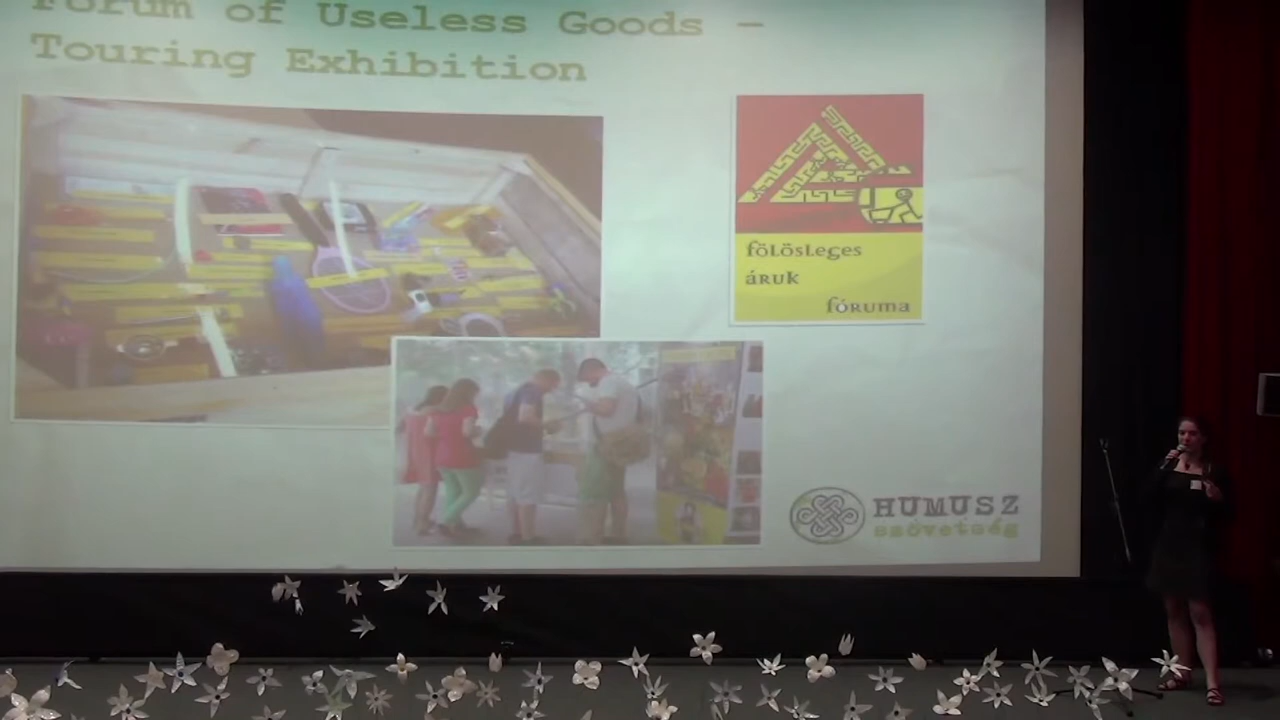 Forum of Useless Goods –
Touring Exhibition
fölösleges
áruk
fóruma
HUMUSZ
szövetség